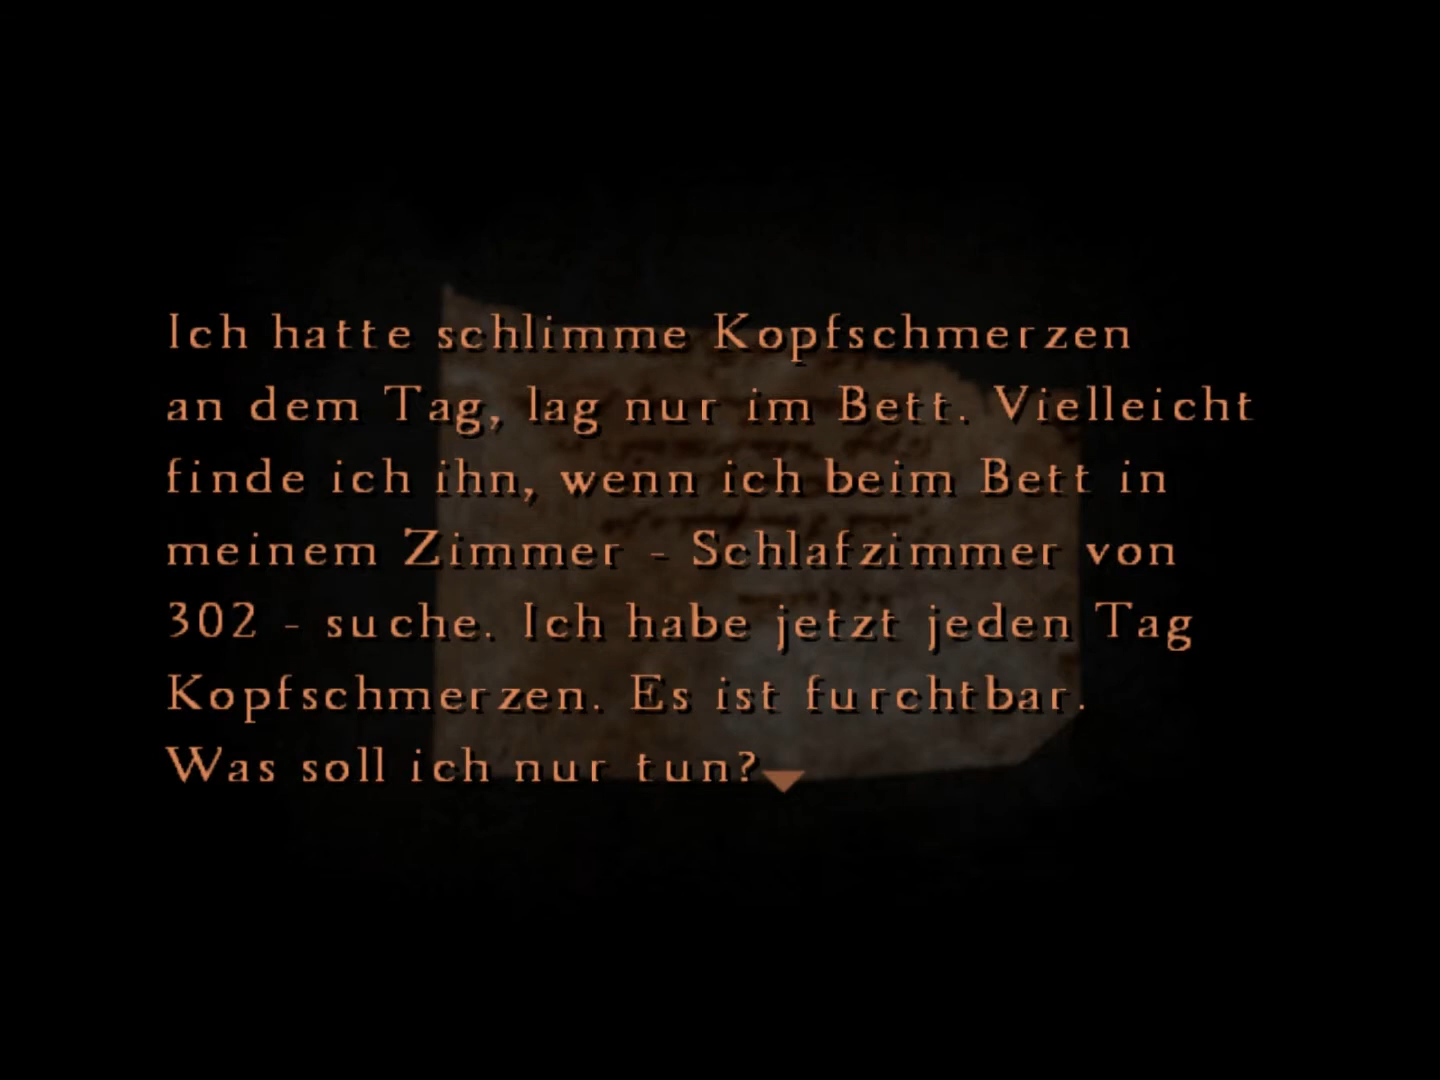 Ich hatte schlimme Kopfschmerzen
an dem Tag, lag nur im Bett. Vielleicht
finde ich ihn, wenn ich beim Bett in
meinem Zimmer - Schlafzimmer von
302 - suche. Ich habe jetzt jeden Tag
Kopfschmerzen. Es ist furchtbar.
Was soll ich nur tun?